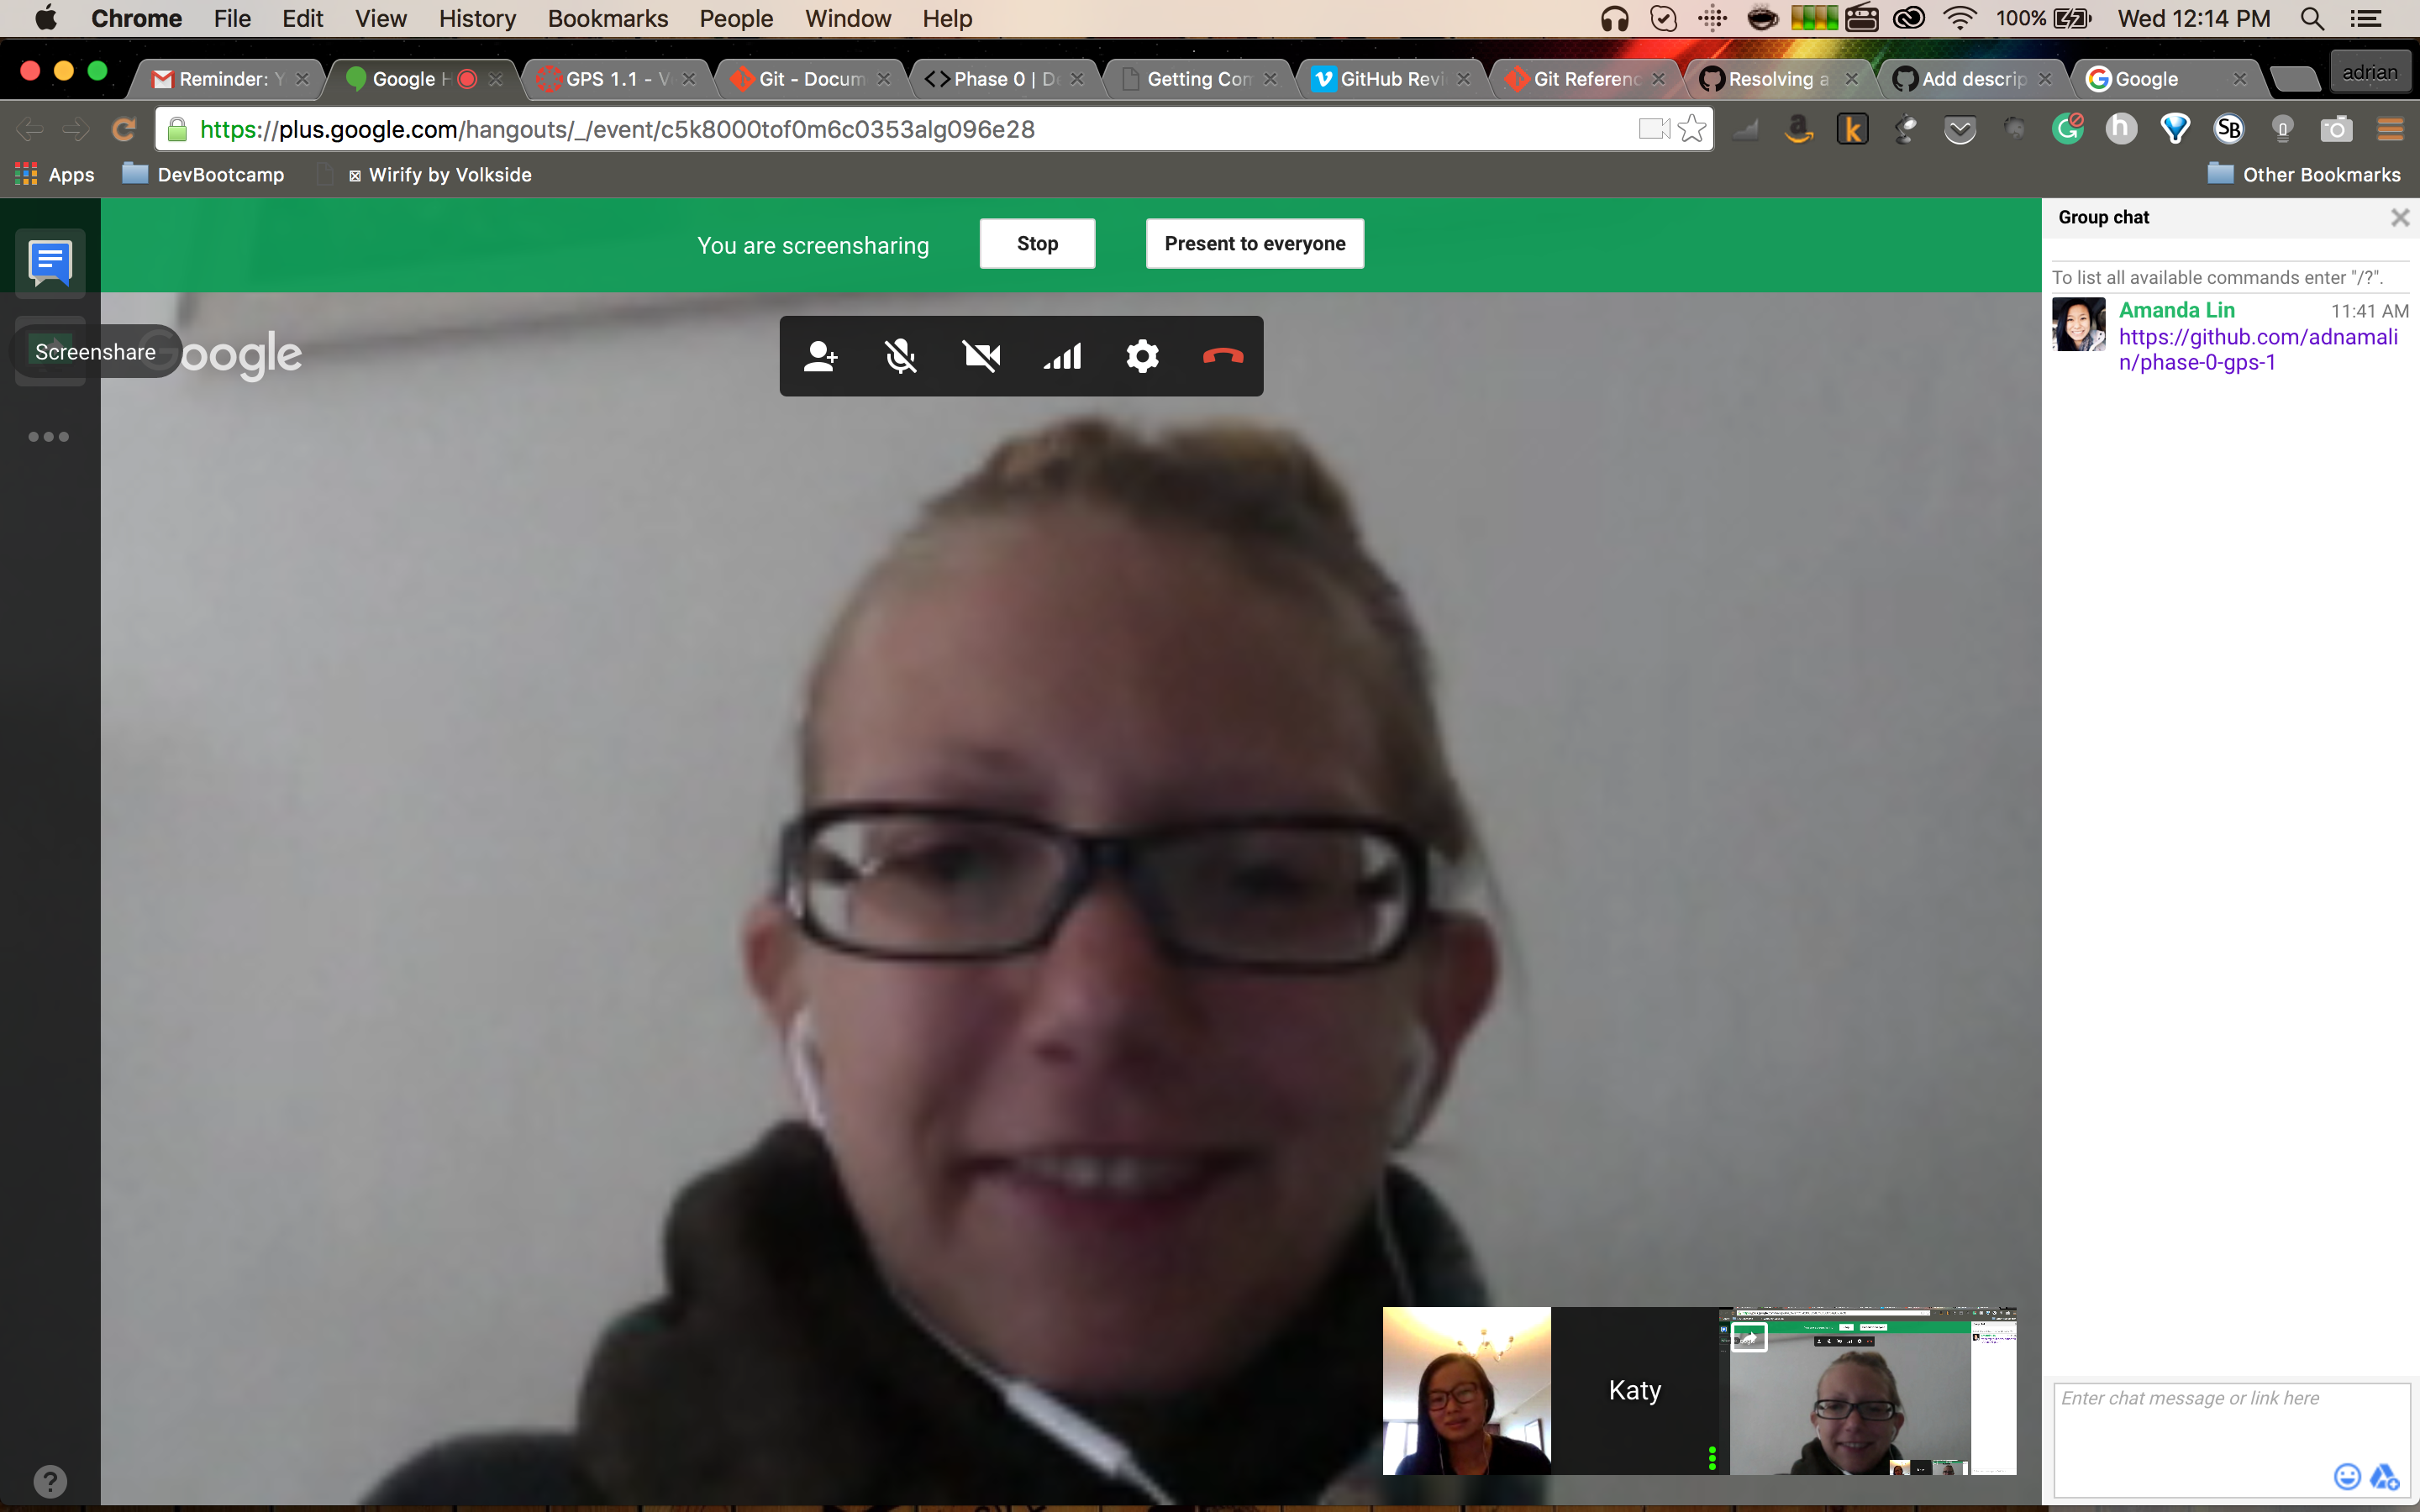 Chrome File Edit View History Bookmarks People Window Help 100% Wed 12:14 PM
Reminder: Y Google H GPS 1.1 - V Git - Docum Phase 0 | De Getting Con GitHub Revi Git Referenc Resolving a Add descrip Google adrian
https://plus.google.com/hangouts/_/event/c5k8000tof0m6c0353alg096e28
Apps DevBootcamp Wirify by Volkside Other Bookmarks
You are screensharing Stop Present to everyone
Screenshare
Google
Group chat
To list all available commands enter "/?".
Amanda Lin 11:41 AM
https://github.com/adnamali
n/phase-0-gps-1
Katy
Enter chat message or link here